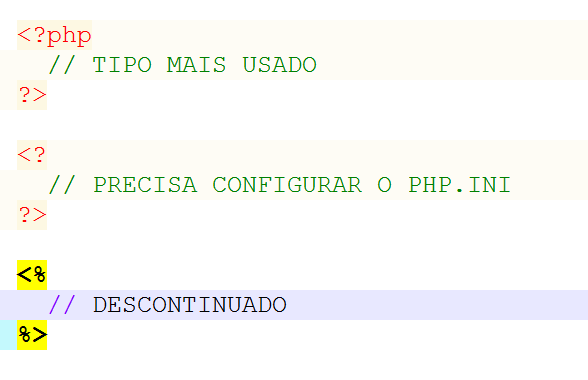 <?php
// TIPO MAIS USADO
?>
<?
// PRECISA CONFIGURAR O PHP.INI
?>
<%
// DESCONTINUADO
%>